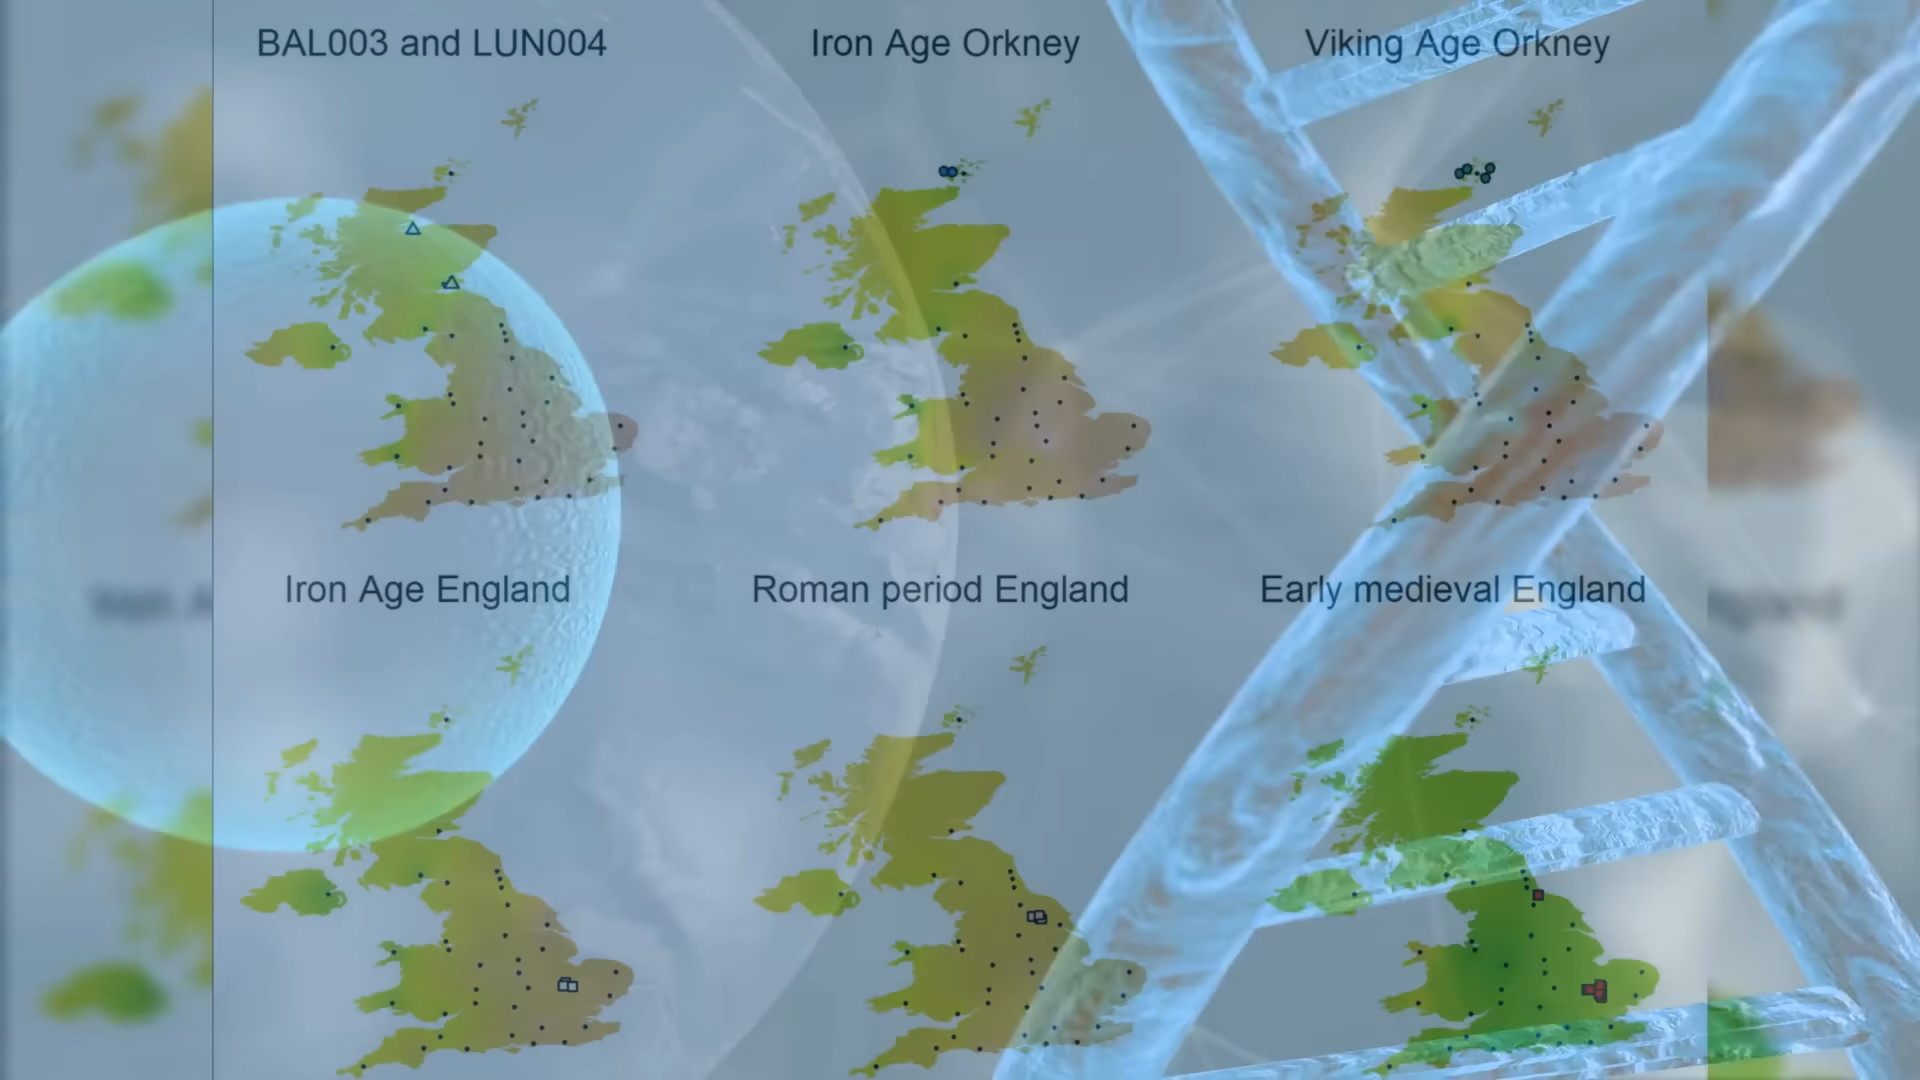 BAL003 and LUN004
Iron Age Orkney
Viking Age Orkney
Iron Age England
Roman period England
Early medieval England